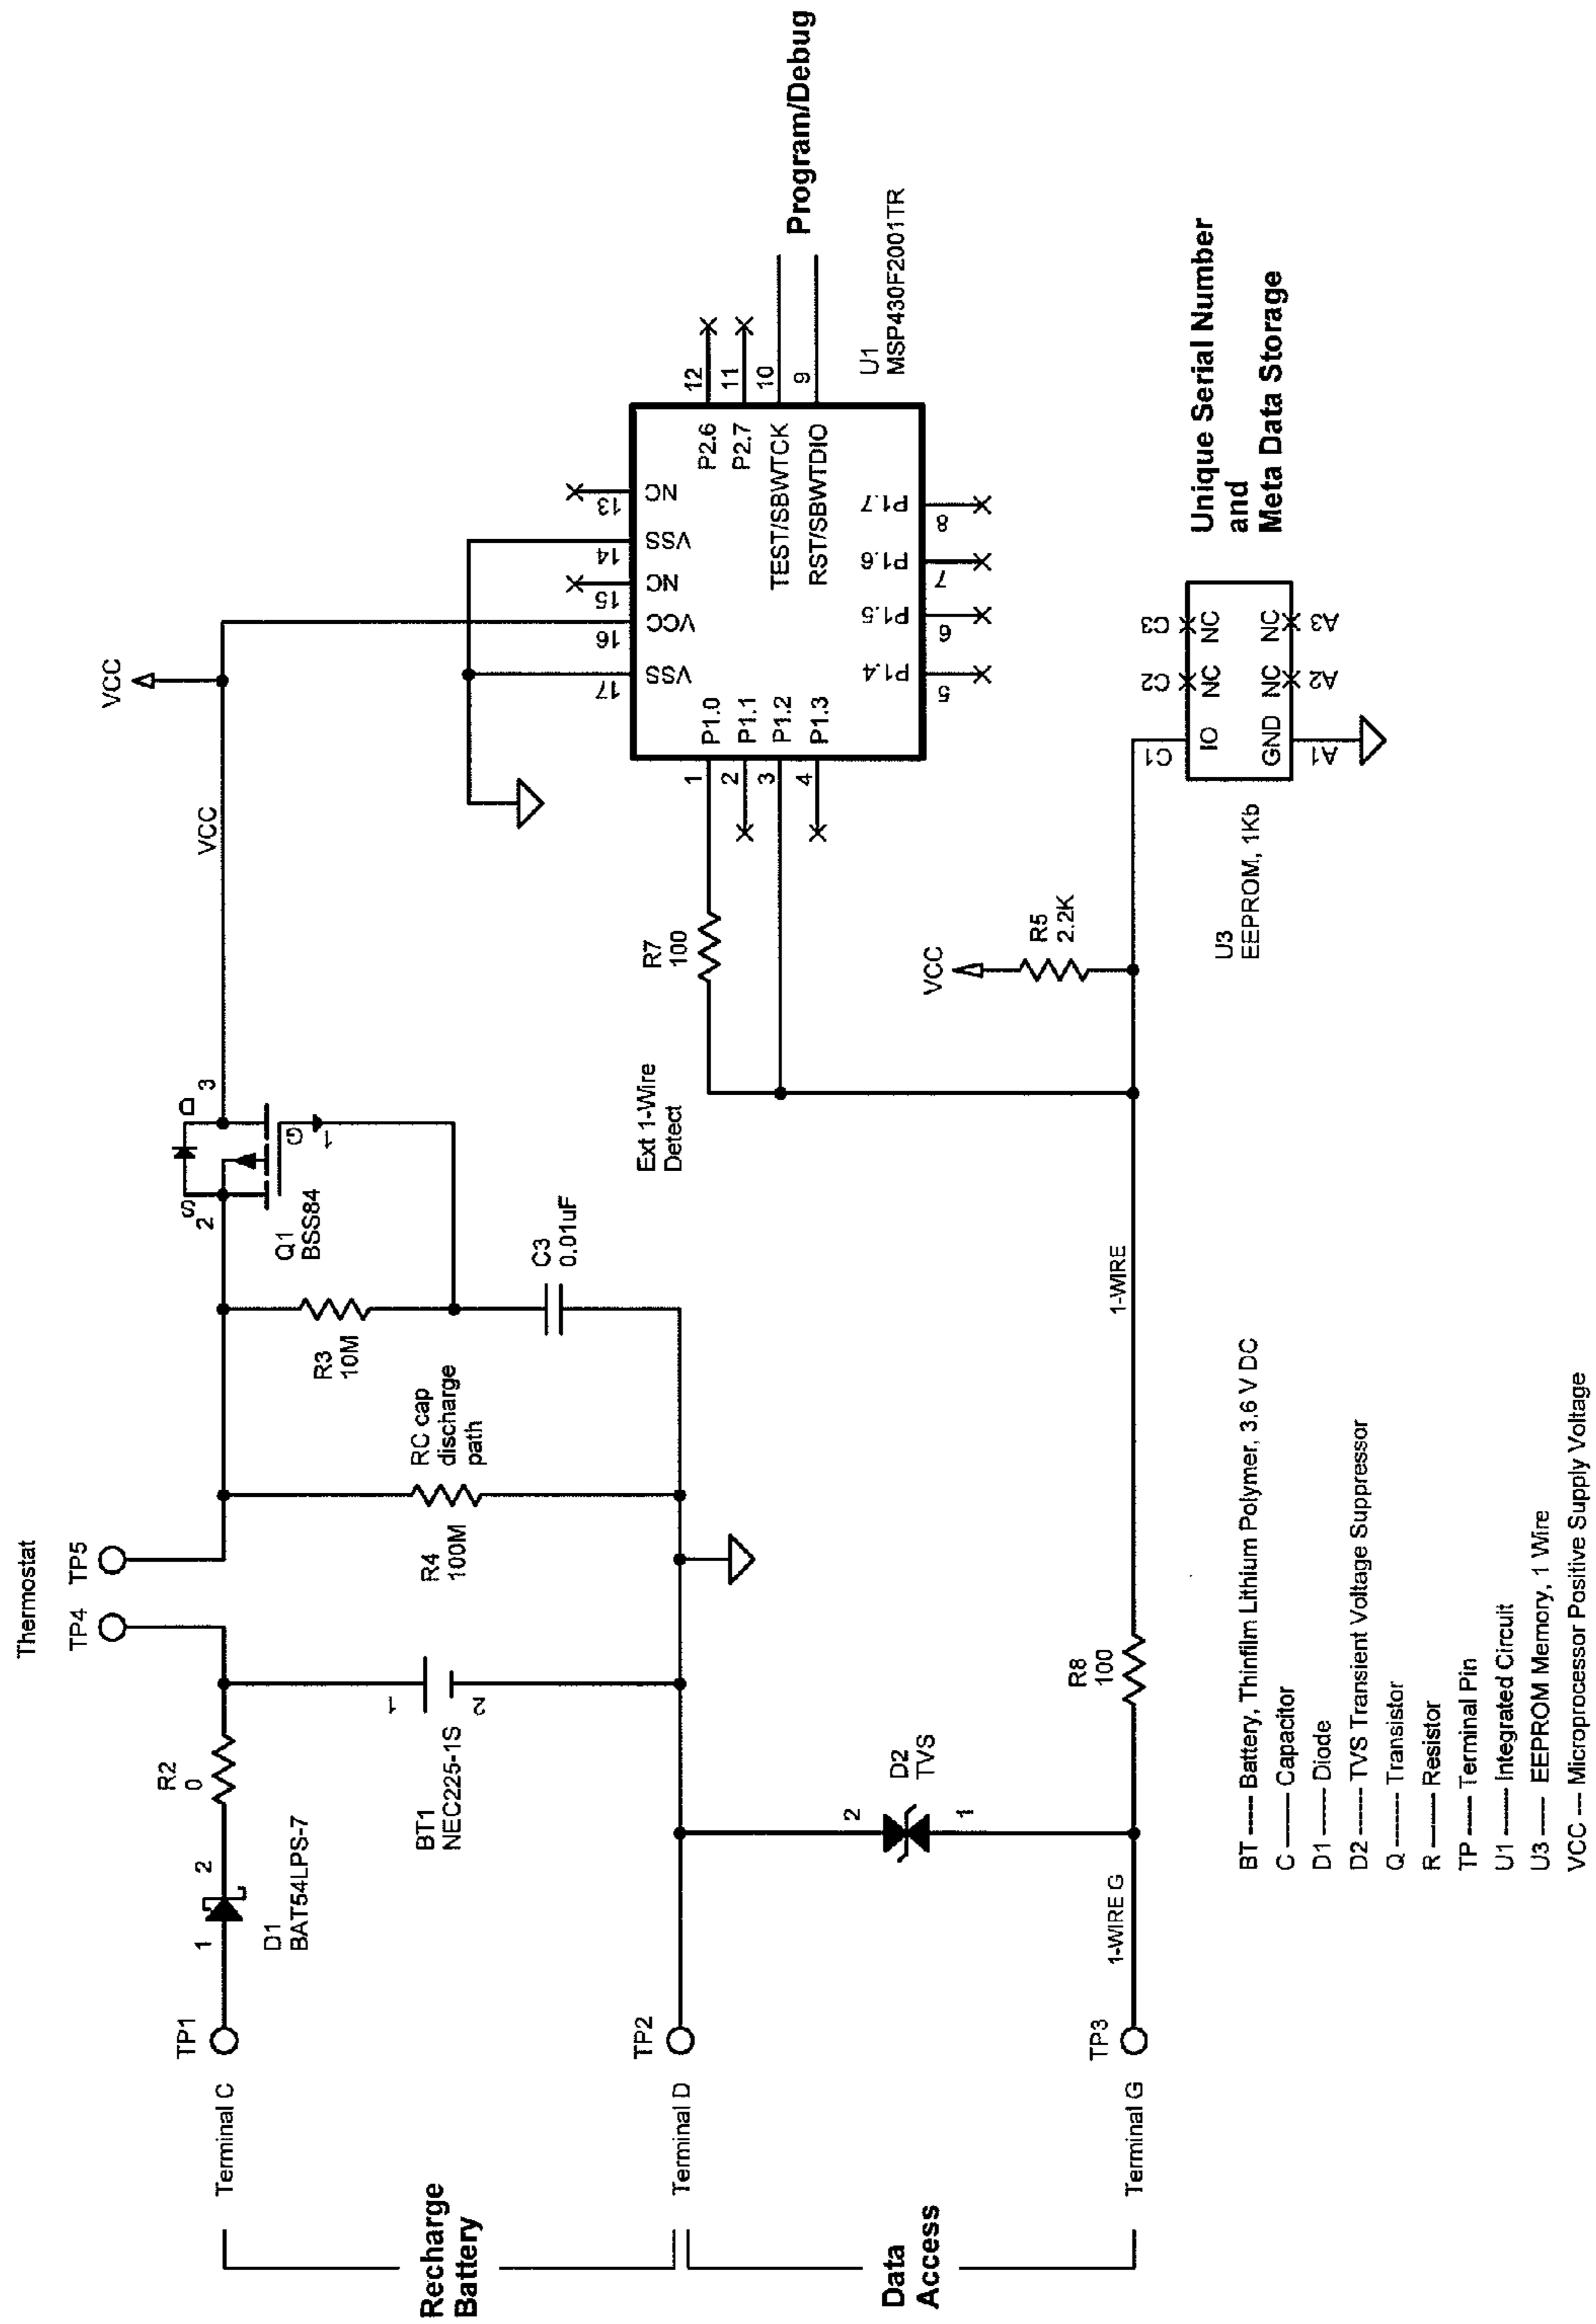 Thermostat
TP4
TP5
TP1
1
2
D1
BAT54LPS-7
R2
0
BT1
NEC225-1S
1
2
R4
100M
RC cap
discharge
path
R3
10M
C3
0.01uF
Q1
BSS84
S
2
D
3
G
1
VCC
VCC
Terminal C
Recharge
Battery
Terminal D
TP2
Data
Access
Terminal G
TP3
1-WIRE G
D2
TVS
2
1
R8
100
1-WIRE
Ext 1-Wire
Detect
R7
100
VCC
R5
2.2K
1
2
3
4
P1.0
P1.1
P1.2
P1.3
17
16
15
14
13
VSS
VCC
NC
VSS
NC
P2.6
P2.7
TEST/SBWTCK
RST/SBWTDIO
12
11
10
9
P1.4
P1.5
P1.6
P1.7
5
6
7
8
Program/Debug
U1
MSP430F2001TR
U3
EEPROM, 1Kb
C1
C2
C3
IO
NC
NC
GND
NC
NC
A1
A2
A3
Unique Serial Number
and
Meta Data Storage
BT ---- Battery, Thinfilm Lithium Polymer, 3.6 V DC
C ------ Capacitor
D1 ----- Diode
D2 ------ TVS Transient Voltage Suppressor
Q ------- Transistor
R ------ Resistor
TP ---- Terminal Pin
U1 ---- Integrated Circuit
U3 ---- EEPROM Memory, 1 Wire
VCC --- Microprocessor Positive Supply Voltage